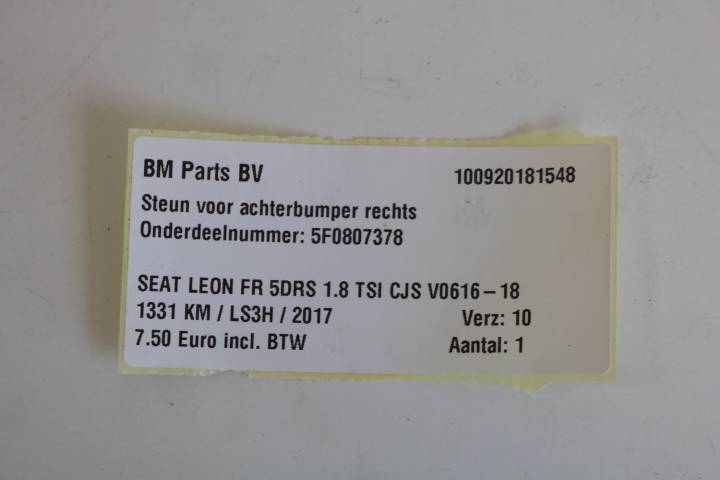 BM Parts BV 100920181548
Steun voor achterbumper rechts
Onderdeelnummer: 5F0807378
SEAT LEON FR 5DRS 1.8 TSI CJS V0616 – 18
1331 KM / LS3H / 2017 Verz: 10
7.50 Euro incl. BTW Aantal: 1